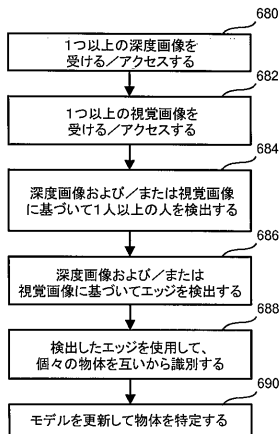 680
1つ以上の深度画像を
受ける/アクセスする
682
1つ以上の視覚画像を
受ける/アクセスする
684
深度画像および/または視覚画像
に基づいて1人以上の人を検出する
686
深度画像および/または
視覚画像に基づいてエッジを検出する
688
検出したエッジを使用して、
個々の物体を互いから識別する
690
モデルを更新して物体を特定する